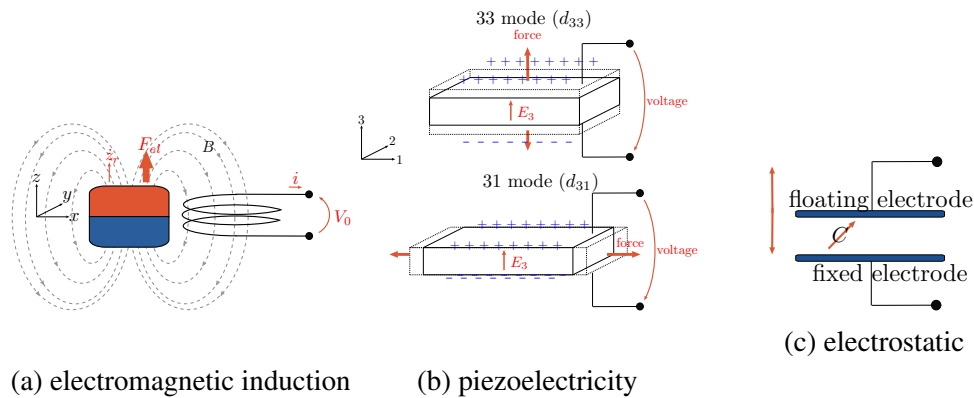 33 mode (d33)
force
+ + + + + + + +
+ + + + + + + +
E3
voltage
- - - - - - - -
3
2
1
Fel
żr
B
z
y
x
i
V0
31 mode (d31)
+ + + + + + + +
+ + + + + + + +
force
E3
voltage
- - - - - - - -
floating electrode
C
fixed electrode
(a) electromagnetic induction
(b) piezoelectricity
(c) electrostatic